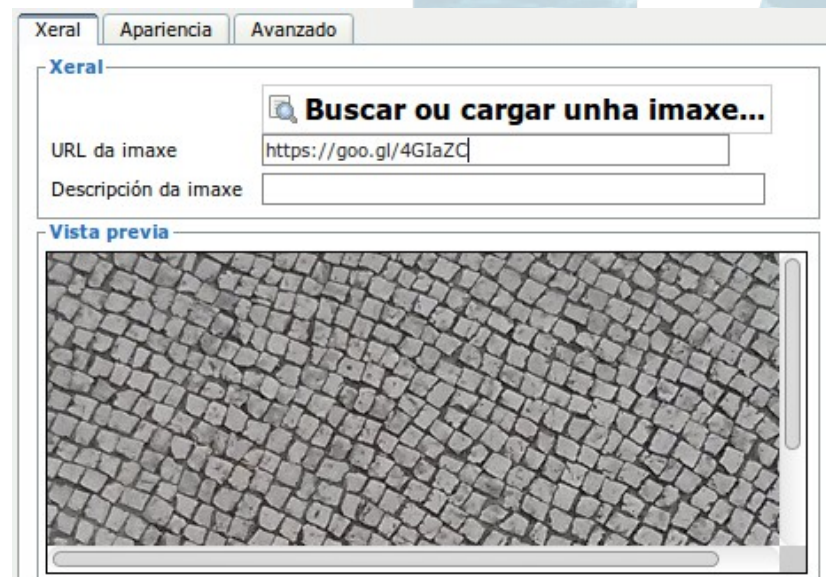 Xeral Apariencia Avanzado
Xeral
Buscar ou cargar unha imaxe...
URL da imaxe https://goo.gl/4GIaZC
Descripción da imaxe
Vista previa